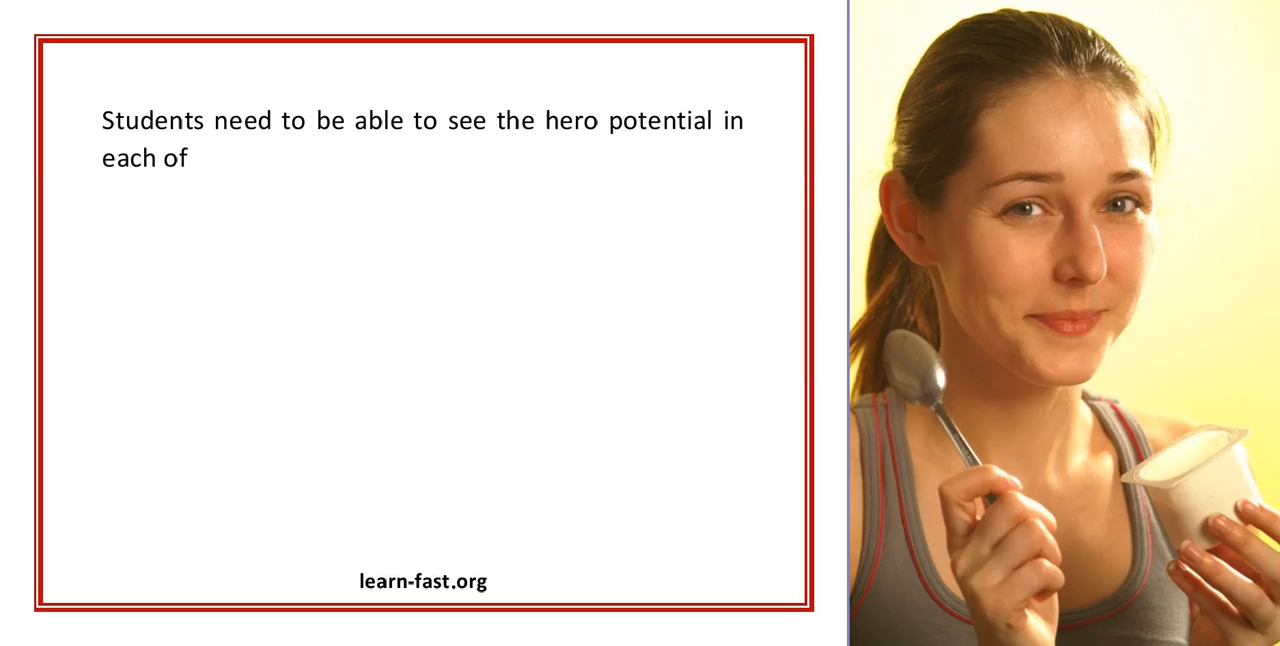 Students need to be able to see the hero potential in
each of
learn-fast.org